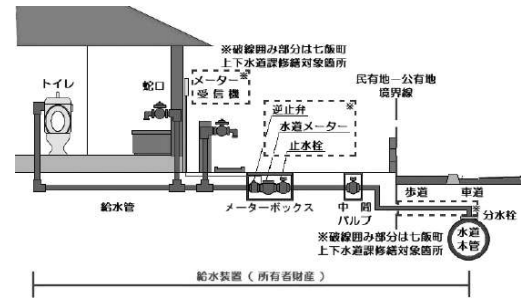 ※破線囲み部分は七飯町
上下水道課修繕対象箇所
トイレ
蛇口
メーター※
受信機
※
逆止弁
水道メーター
止水栓
民有地―公有地
境界線
歩道
車道
給水管
メーターボックス
中間
バルブ
※
分水栓
水道
本管
※破線囲み部分は七飯町
上下水道課修繕対象箇所
給水装置(所有者財産)